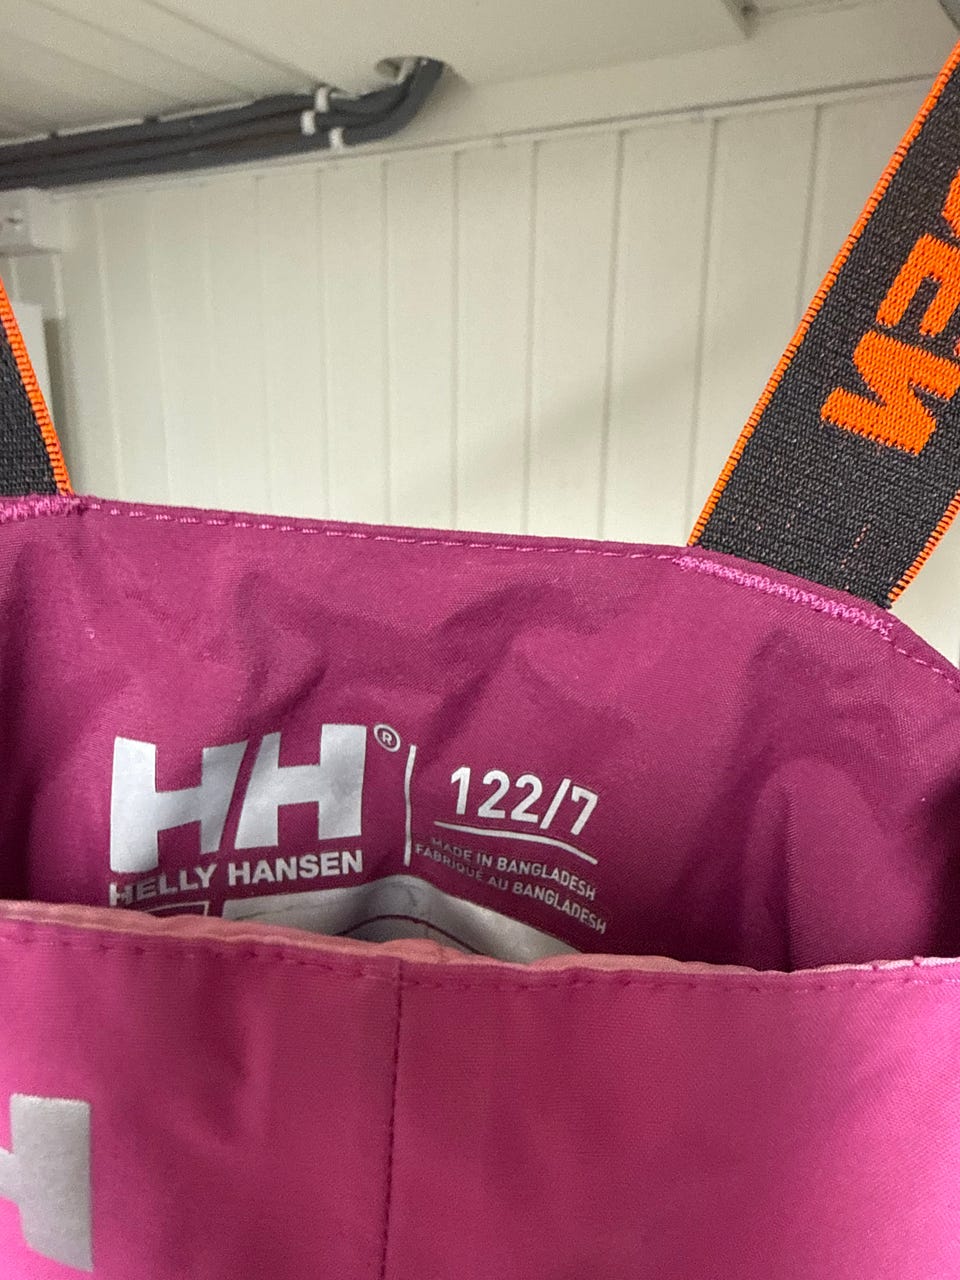 HH®
HELLY HANSEN
122/7
MADE IN BANGLADESH
FABRIQUÉ AU BANGLADESH
H